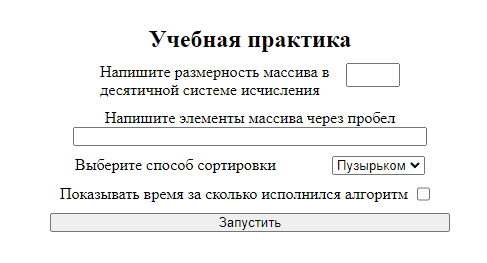 Учебная практика
Напишите размерность массива в
десятичной системе исчисления
Напишите элементы массива через пробел
Выберите способ сортировки Пузырьком
Показывать время за сколько исполнился алгоритм
Запустить